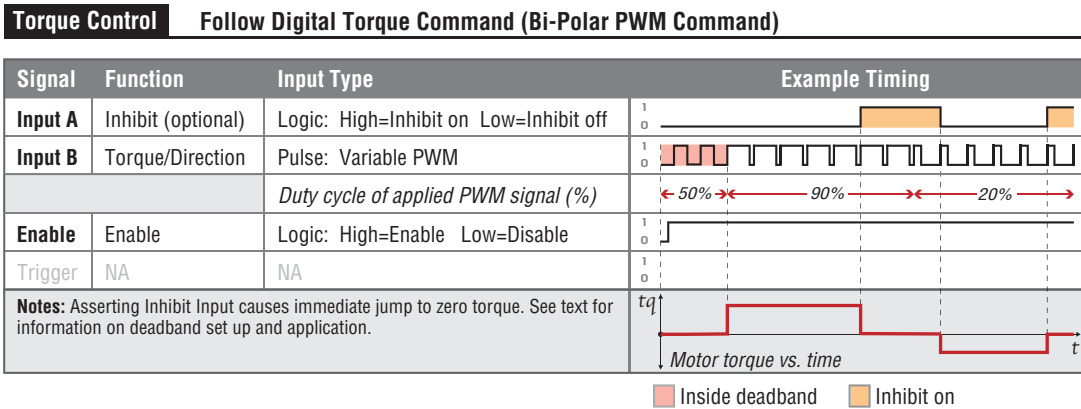 Torque Control Follow Digital Torque Command (Bi-Polar PWM Command)
Signal Function Input Type Example Timing
Input A Inhibit (optional) Logic: High=Inhibit on Low=Inhibit off 1
0
Input B Torque/Direction Pulse: Variable PWM 1
0
Duty cycle of applied PWM signal (%) 50% 90% 20%
Enable Enable Logic: High=Enable Low=Disable 1
0
Trigger NA NA 1
0
Notes: Asserting Inhibit Input causes immediate jump to zero torque. See text for
information on deadband set up and application.
tq
t
Motor torque vs. time
Inside deadband Inhibit on